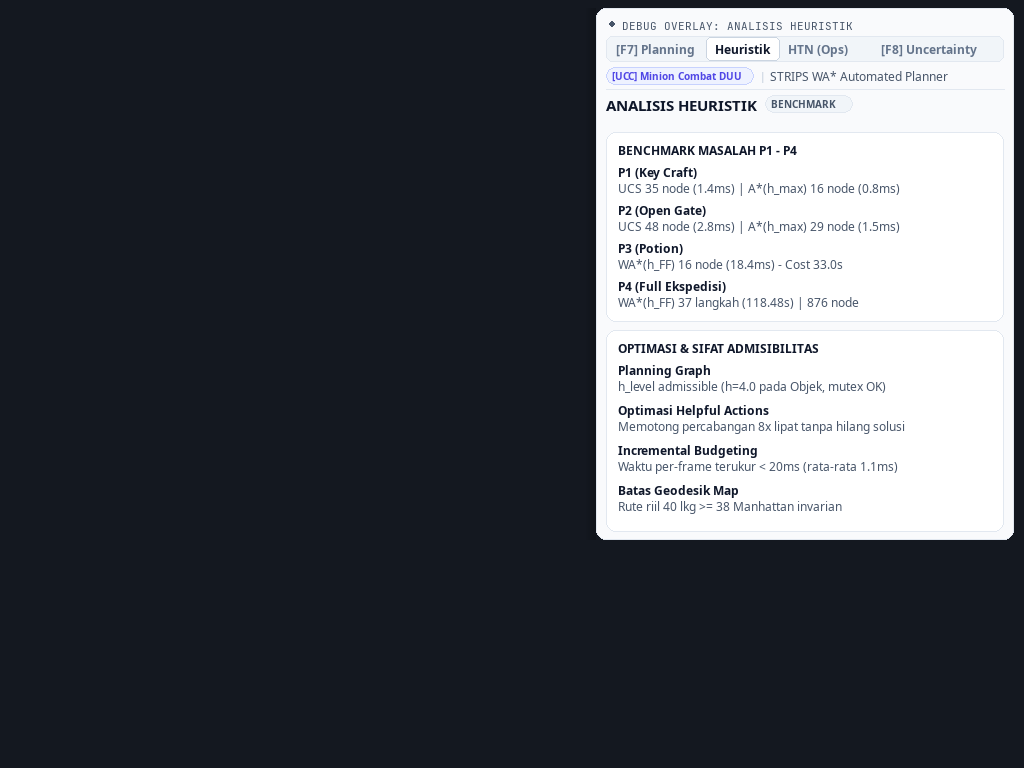 DEBUG OVERLAY: ANALISIS HEURISTIK
[F7] Planning Heuristik HTN (Ops) [F8] Uncertainty
[UCC] Minion Combat DUU | STRIPS WA* Automated Planner
ANALISIS HEURISTIK BENCHMARK
BENCHMARK MASALAH P1 - P4
P1 (Key Craft)
UCS 35 node (1.4ms) | A*(h_max) 16 node (0.8ms)
P2 (Open Gate)
UCS 48 node (2.8ms) | A*(h_max) 29 node (1.5ms)
P3 (Potion)
WA*(h_FF) 16 node (18.4ms) - Cost 33.0s
P4 (Full Ekspedisi)
WA*(h_FF) 37 langkah (118.48s) | 876 node
OPTIMASI & SIFAT ADMISIBILITAS
Planning Graph
h_level admissible (h=4.0 pada Objek, mutex OK)
Optimasi Helpful Actions
Memotong percabangan 8x lipat tanpa hilang solusi
Incremental Budgeting
Waktu per-frame terukur < 20ms (rata-rata 1.1ms)
Batas Geodesik Map
Rute riil 40 lkg >= 38 Manhattan invarian